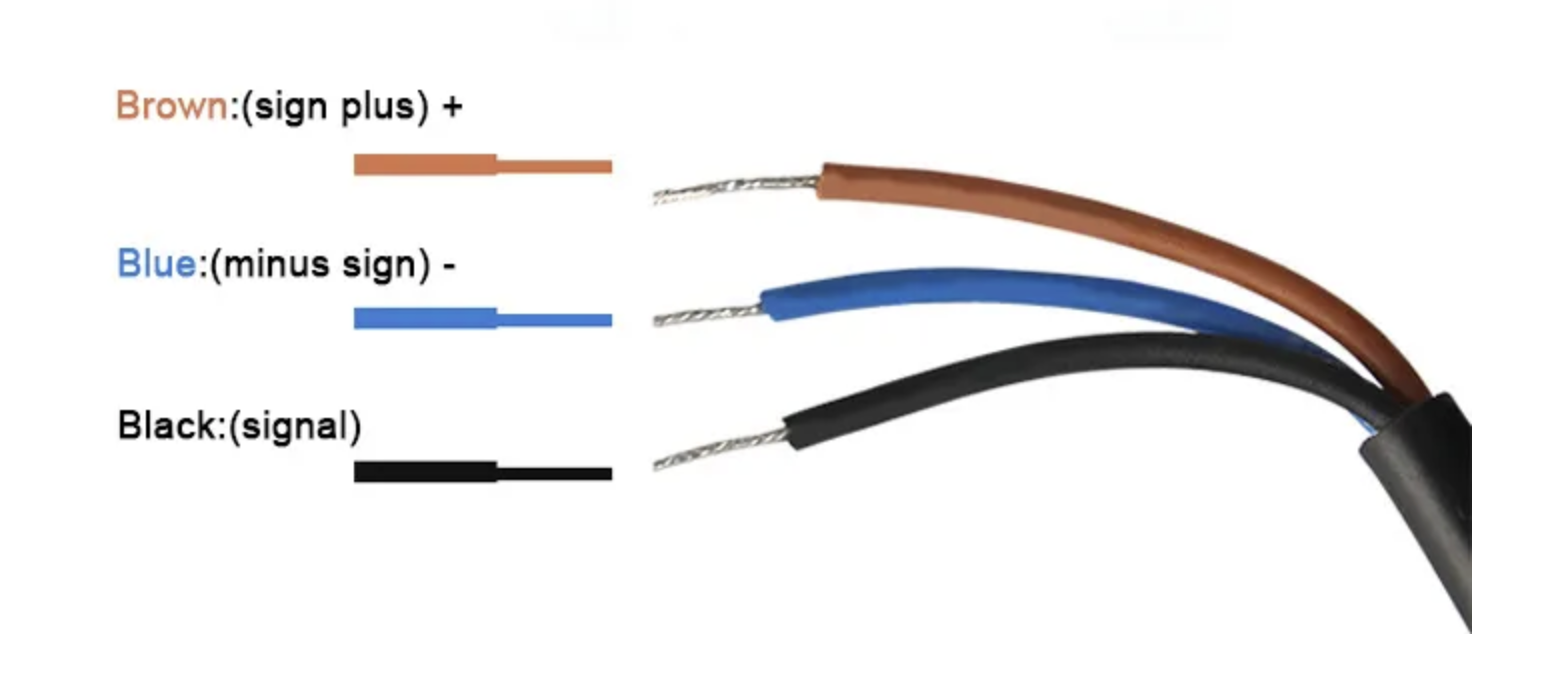 Brown:(sign plus) +
Blue:(minus sign) -
Black:(signal)